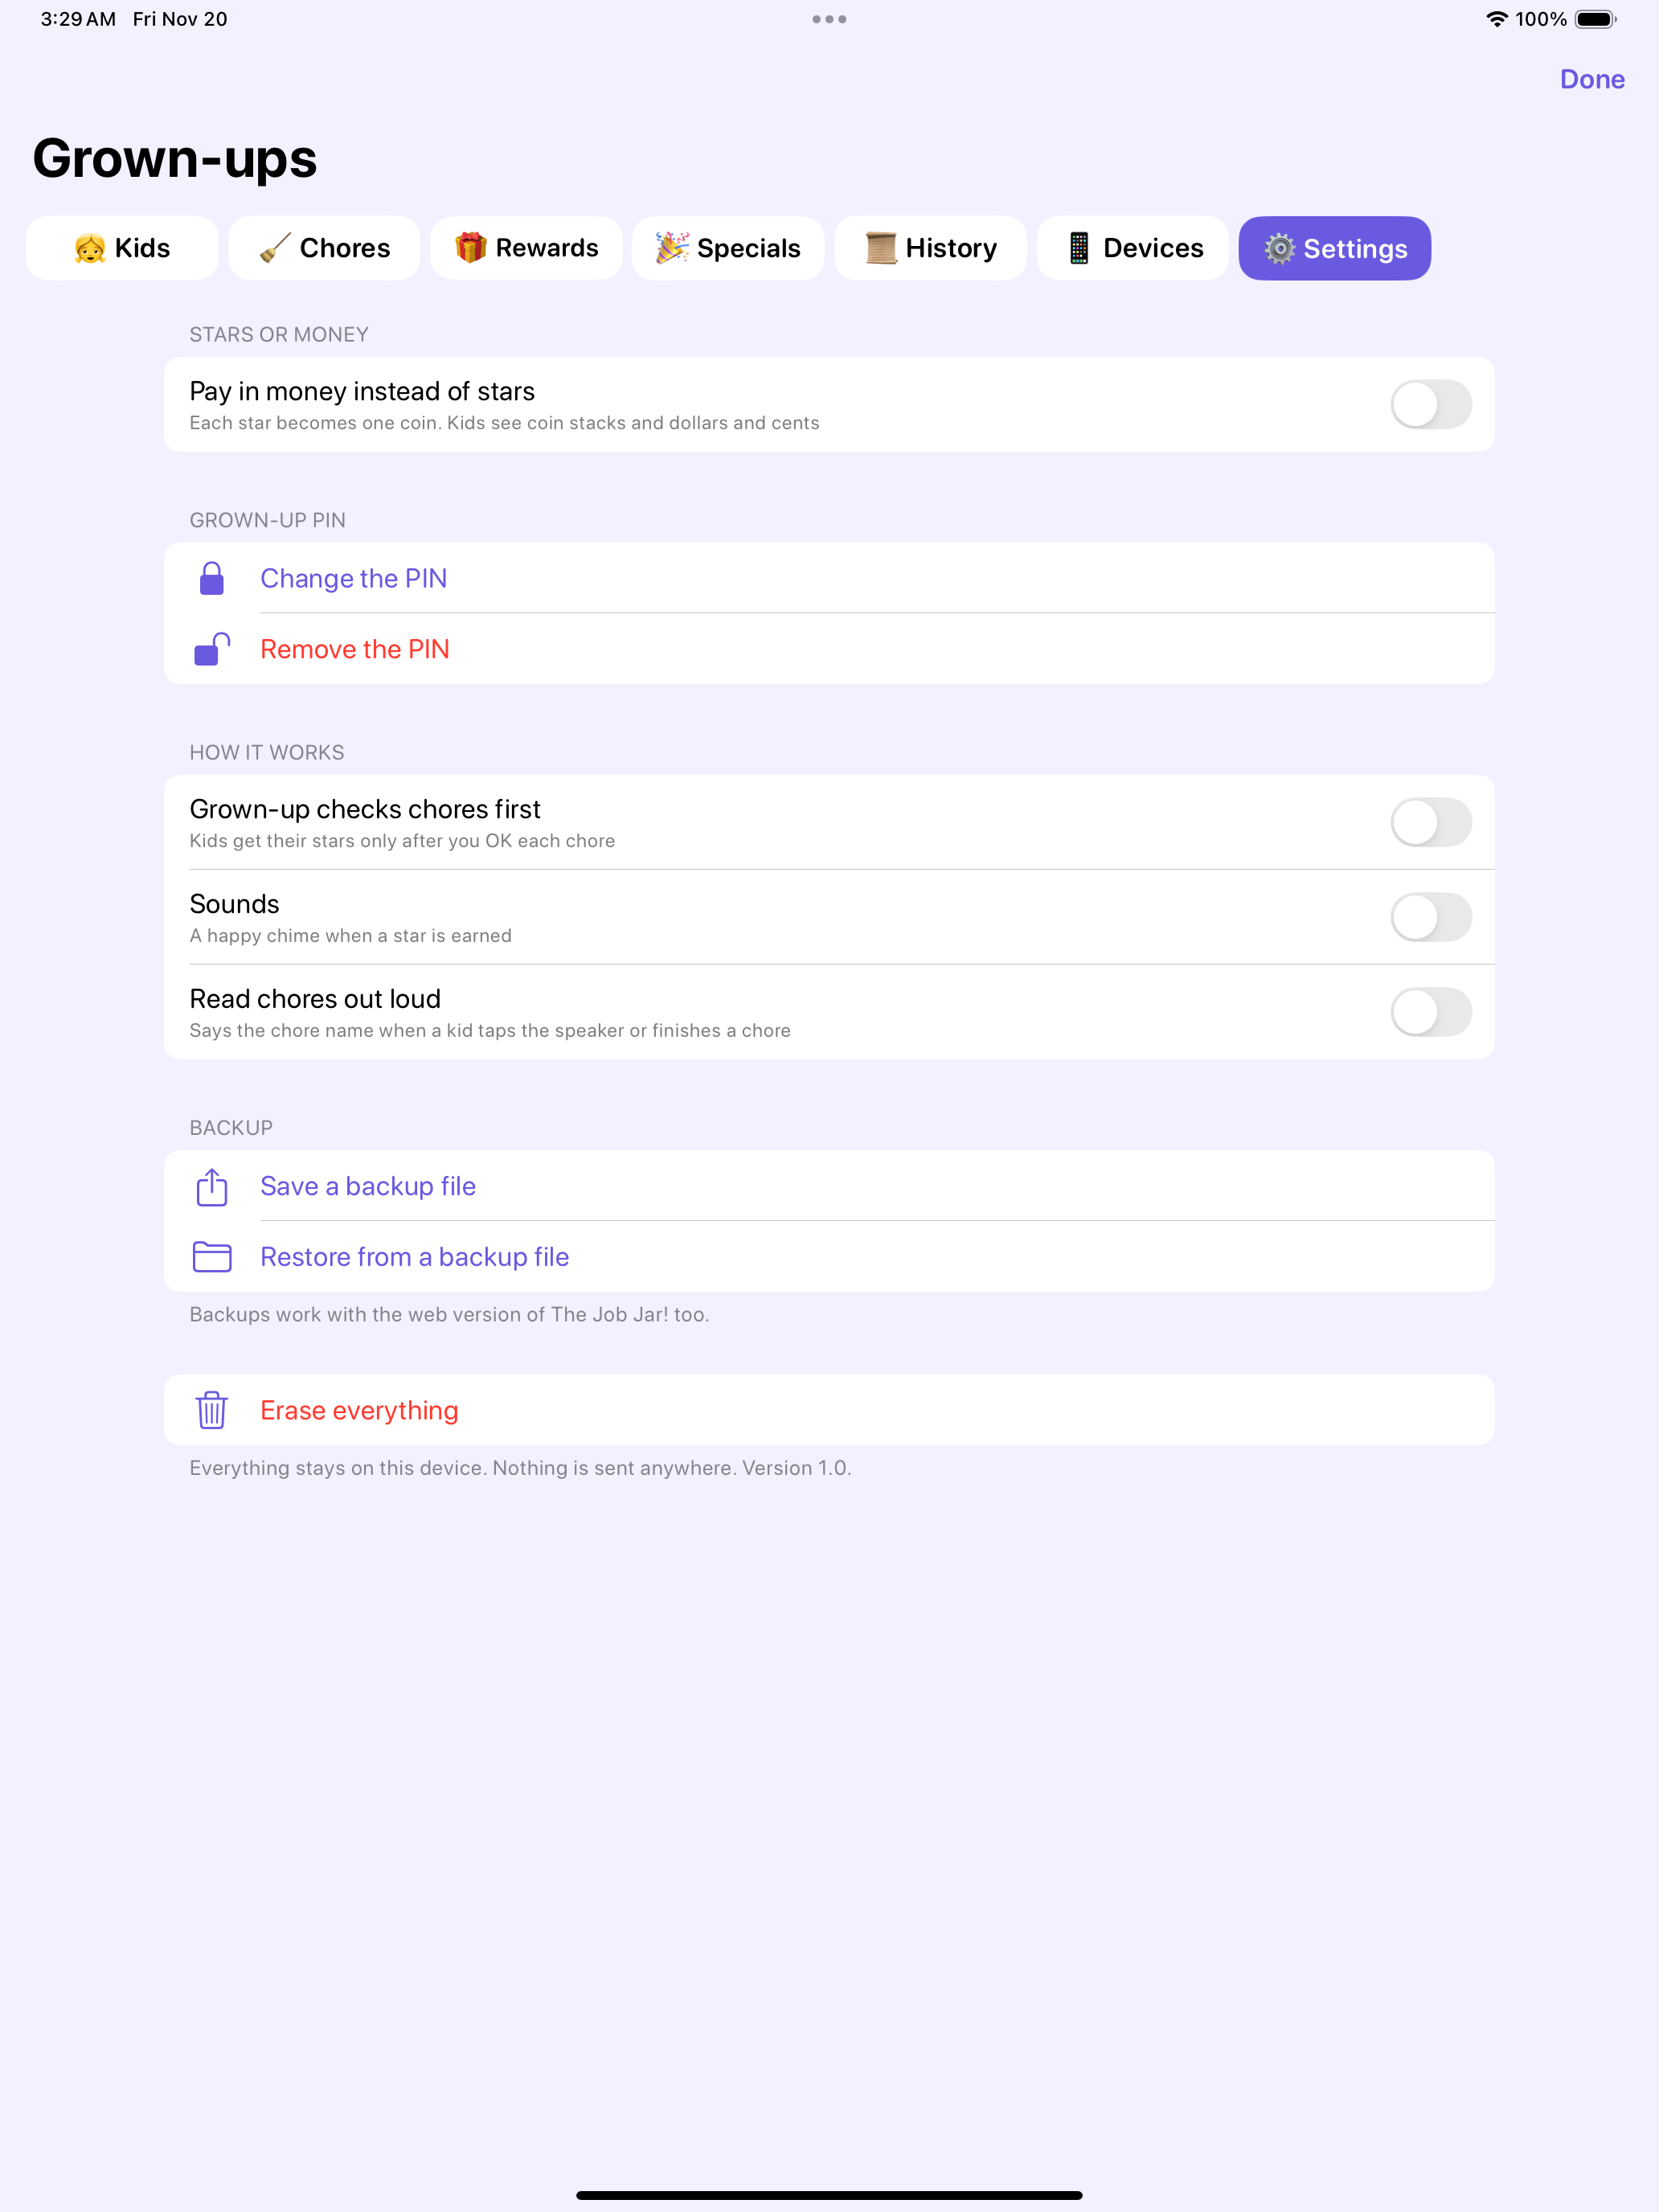 3:29 AM Fri Nov 20
100%
Done
Grown-ups
Kids
Chores
Rewards
Specials
History
Devices
Settings
STARS OR MONEY
Pay in money instead of stars
Each star becomes one coin. Kids see coin stacks and dollars and cents
GROWN-UP PIN
Change the PIN
Remove the PIN
HOW IT WORKS
Grown-up checks chores first
Kids get their stars only after you OK each chore
Sounds
A happy chime when a star is earned
Read chores out loud
Says the chore name when a kid taps the speaker or finishes a chore
BACKUP
Save a backup file
Restore from a backup file
Backups work with the web version of The Job Jar! too.
Erase everything
Everything stays on this device. Nothing is sent anywhere. Version 1.0.